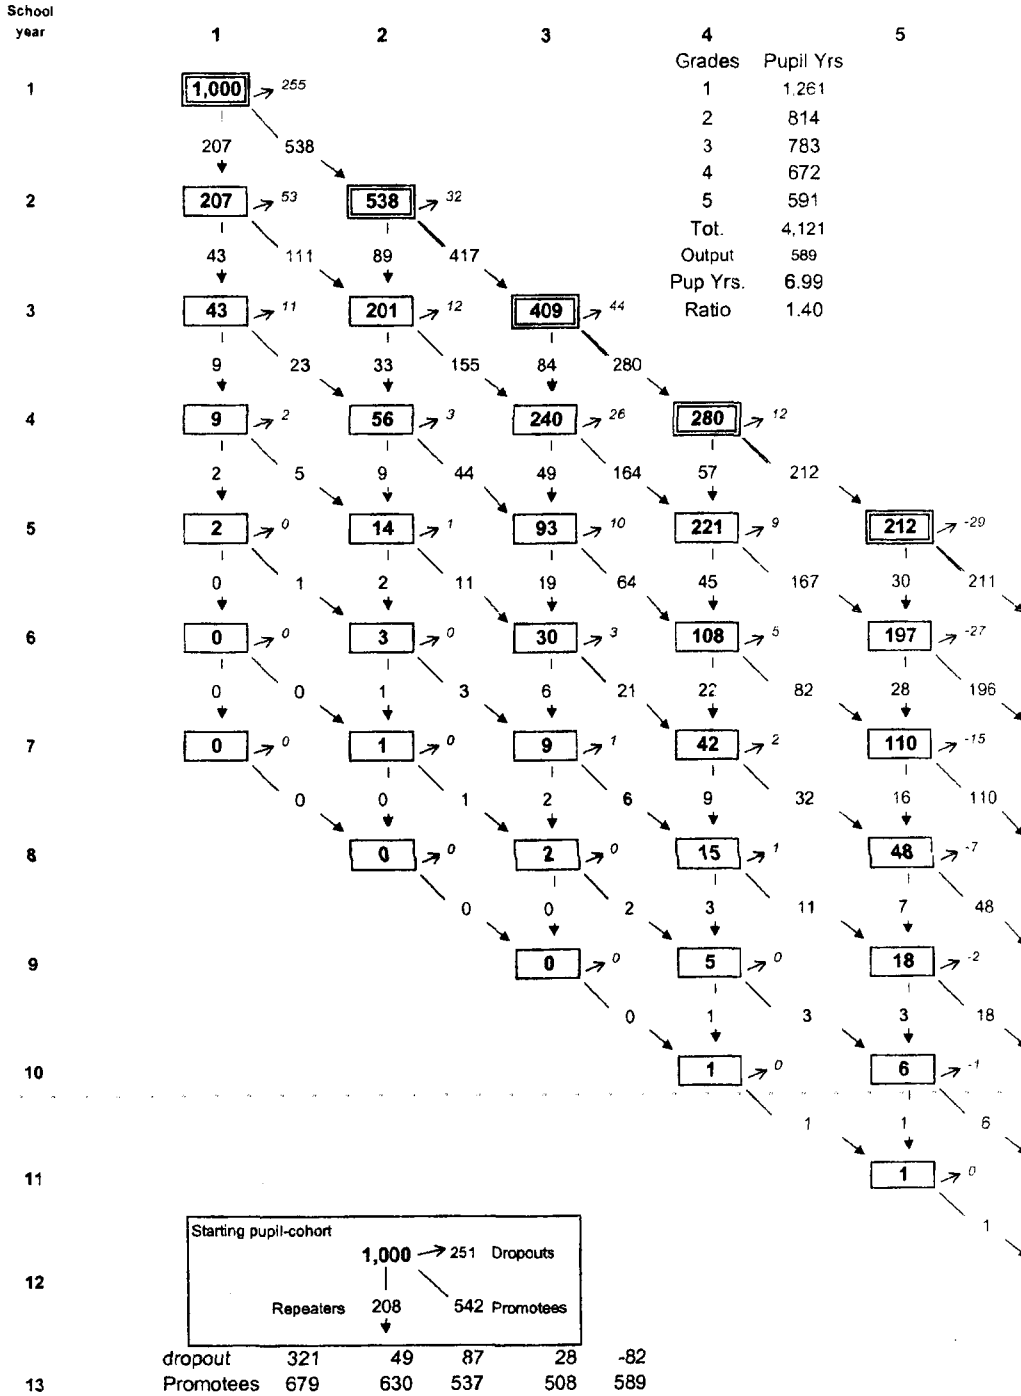 School
year
1 2 3 4 5
Grades Pupil Yrs
1 1,000 255 1 1,261
2 814
207 538 3 783
4 672
2 207 53 538 32 5 591
Tot. 4,121
43 111 89 417 Output 589
Pup Yrs. 6.99
3 43 11 201 12 409 44 Ratio 1.40
9 23 33 155 84 280
4 9 2 56 3 240 26 280 12
2 5 9 44 49 164 57 212
5 2 0 14 1 93 10 221 9 212 -29
0 1 2 11 19 64 45 167 30 211
6 0 0 3 0 30 3 108 5 197 -27
0 0 1 3 6 21 22 82 28 196
7 0 0 1 0 9 1 42 2 110 -15
0 0 1 2 6 9 32 16 110
8 0 0 2 0 15 1 48 -7
0 0 2 3 11 7 48
9 0 0 5 0 18 -2
0 1 3 3 18
10 1 0 6 -1
1 1 6
11 1 0
Starting pupil-cohort
1
1,000 251 Dropouts
12
Repeaters 208 542 Promotees
dropout 321 49 87 28 -82
13 Promotees 679 630 537 508 589